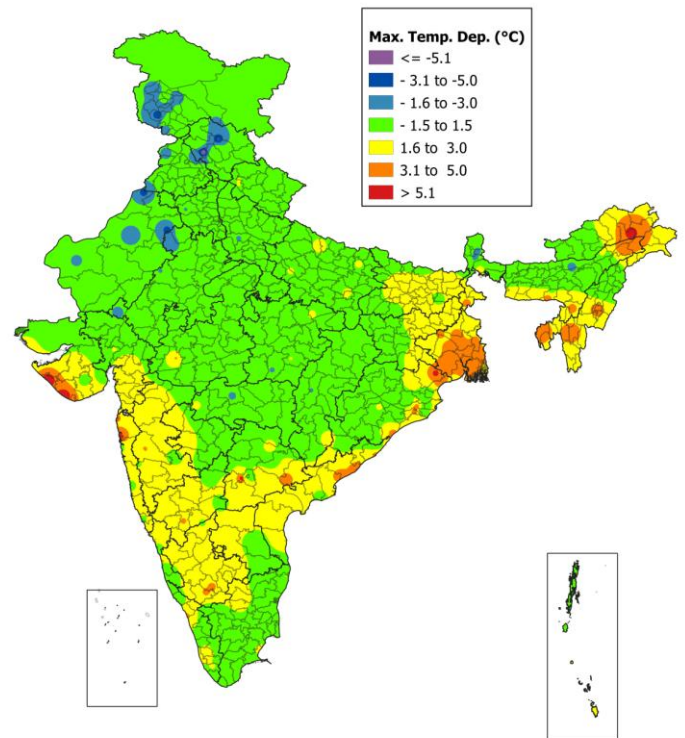 Max. Temp. Dep. (°C)
<= -5.1
- 3.1 to -5.0
- 1.6 to -3.0
- 1.5 to 1.5
1.6 to 3.0
3.1 to 5.0
> 5.1